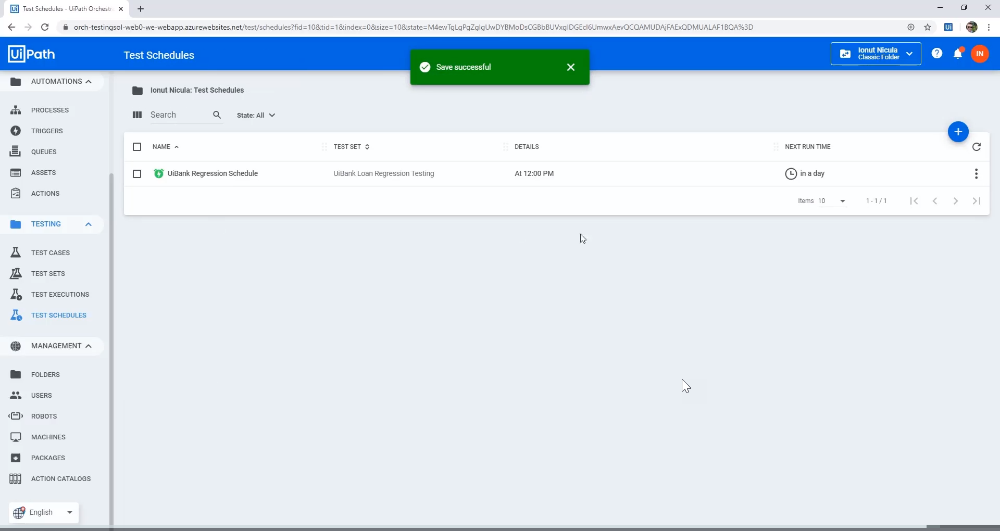 Test Schedules - UiPath Orchestr
orch-testingsol-web0-we-webapp.azurewebsites.net/test/schedules?fid=10&tid=1&index=0&size=10&state=M4ewTgLgPgZglgUwDYBMoDsCGBbBUVxgIDGEcI6UmwxAevQCQAMUDAjFAExQDMUALAF1BQA%3D
UiPath
Test Schedules
Save successful
Ionut Nicula
Classic Folder
IN
AUTOMATIONS
PROCESSES
TRIGGERS
QUEUES
ASSETS
ACTIONS
TESTING
TEST CASES
TEST SETS
TEST EXECUTIONS
TEST SCHEDULES
MANAGEMENT
FOLDERS
USERS
ROBOTS
MACHINES
PACKAGES
ACTION CATALOGS
English
Ionut Nicula: Test Schedules
Search State: All
NAME TEST SET DETAILS NEXT RUN TIME
UiBank Regression Schedule UiBank Loan Regression Testing At 12:00 PM in a day
Items 10 1 - 1 / 1